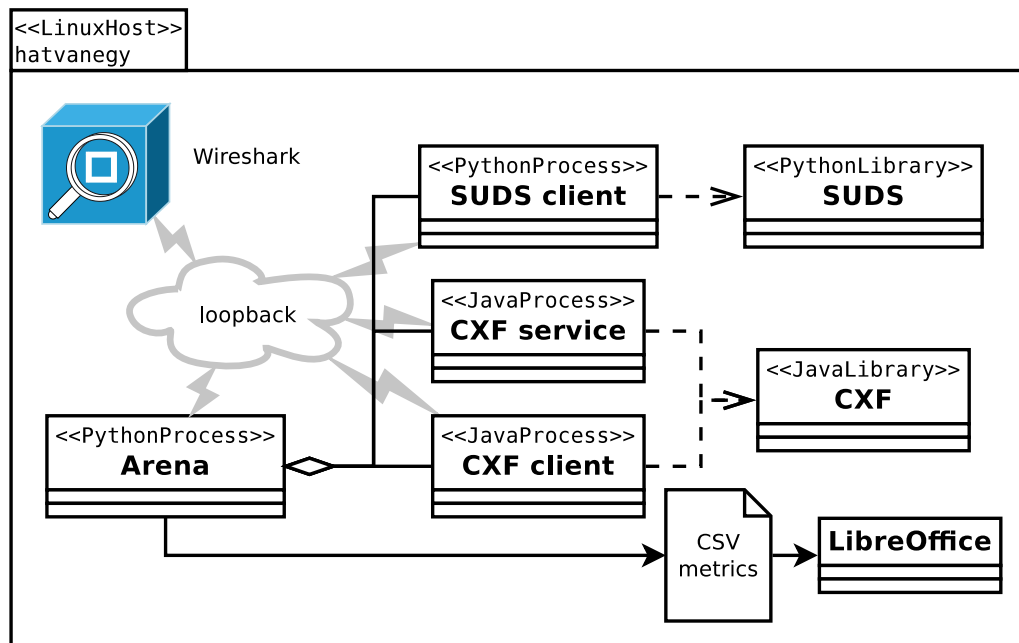 <<LinuxHost>>
hatvanegy
Wireshark
<<PythonProcess>>
SUDS client
<<PythonLibrary>>
SUDS
loopback
<<JavaProcess>>
CXF service
<<JavaLibrary>>
CXF
<<PythonProcess>>
Arena
<<JavaProcess>>
CXF client
CSV
metrics
LibreOffice